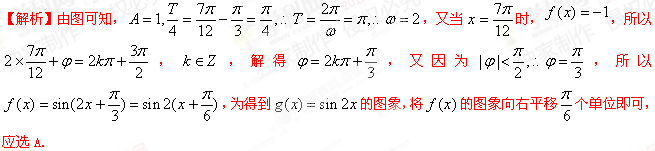 【解析】由图可知，A=1, T/4 = 7π/12 − π/3 = π/4, ∴T = 2π/ω = π, ∴ω = 2，又当 x = 7π/12 时， f(x) = −1，所以
2× 7π/12 + φ = 2kπ + 3π/2 ， k∈Z ，解得 φ = 2kπ + π/3 ，又因为 |φ| < π/2, ∴φ = π/3 ，所以
f(x) = sin(2x + π/3) = sin 2(x + π/6)，为得到 g(x) = sin 2x 的图象，将 f(x) 的图象向右平移 π/6 个单位即可，
应选 A.